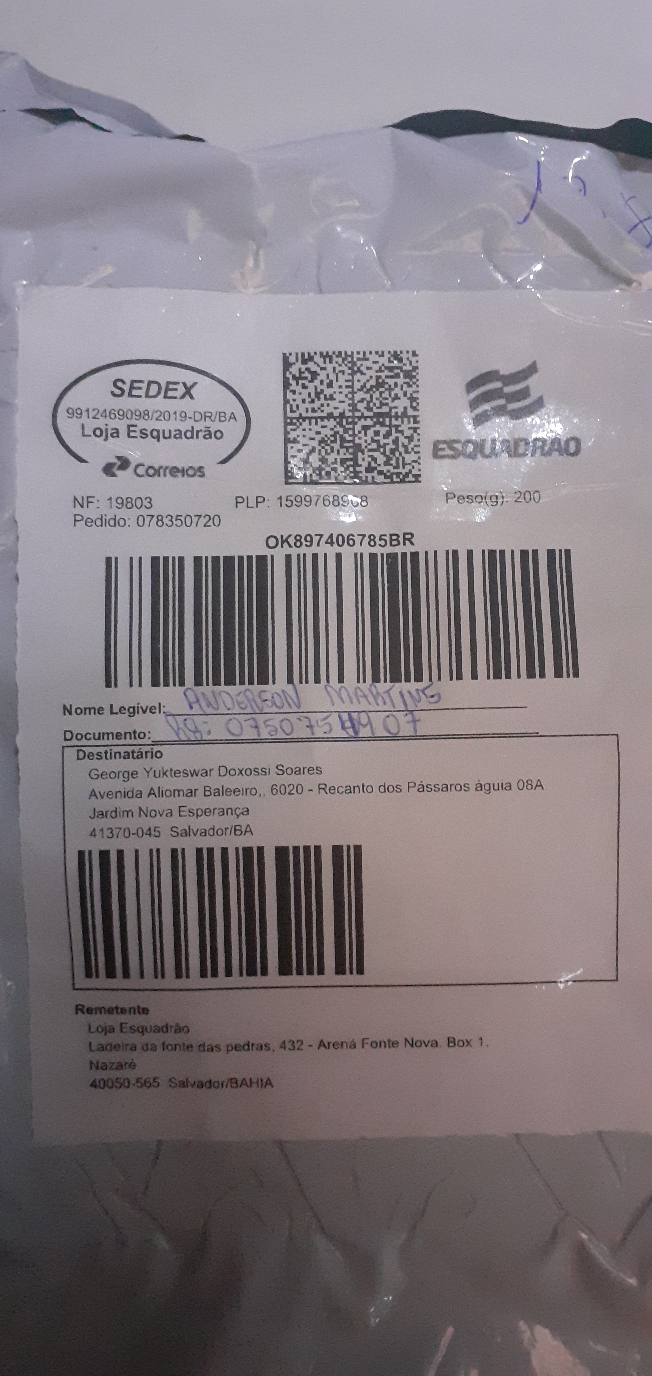 SEDEX
9912469098/2019-DR/BA
Loja Esquadrão
Correios
ESQUADRÃO
NF: 19803 PLP: 1599768968 Peso(g): 200
Pedido: 078350720
OK897406785BR
Nome Legível: ANDERSON MARTINS
Documento: RG:
Destinatário
George Yukteswar Doxossi Soares
Avenida Aliomar Baleeiro,, 6020 - Recanto dos Pássaros águia 08A
Jardim Nova Esperança
41370-045 Salvador/BA
Remetente
Loja Esquadrão
Ladeira da fonte das pedras, 432 - Arena Fonte Nova. Box 1.
Nazaré
40050-565 Salvador/BAHIA